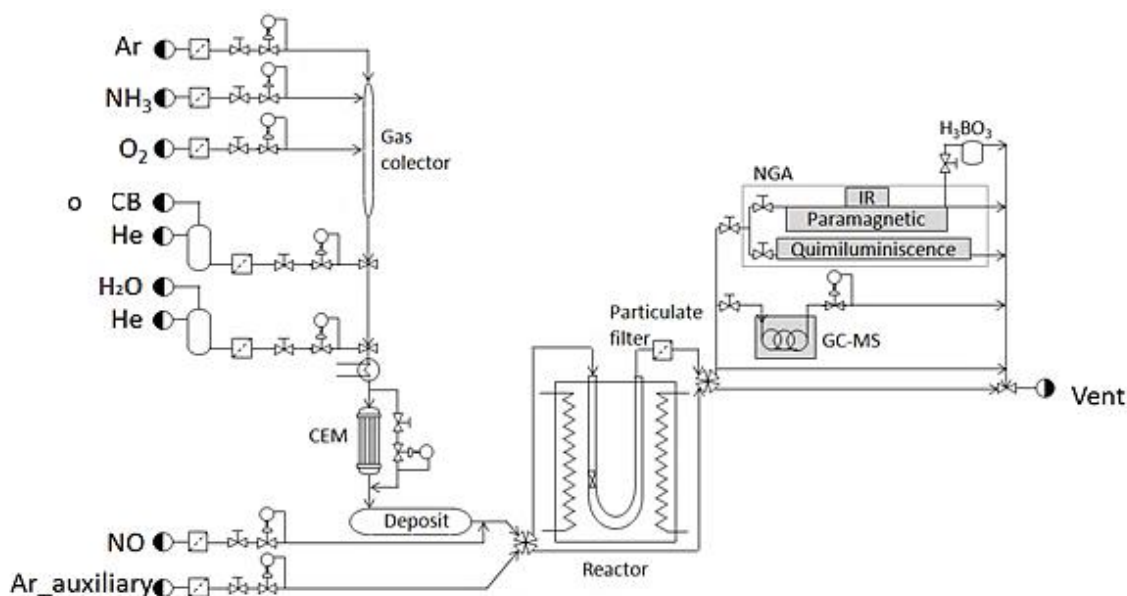 Ar
NH₃
O₂
Gas
colector
o CB
He
H₂O
He
CEM
Deposit
NO
Ar_auxiliary
Reactor
Particulate
filter
NGA
IR
Paramagnetic
Quimiluminiscence
GC-MS
H₃BO₃
Vent